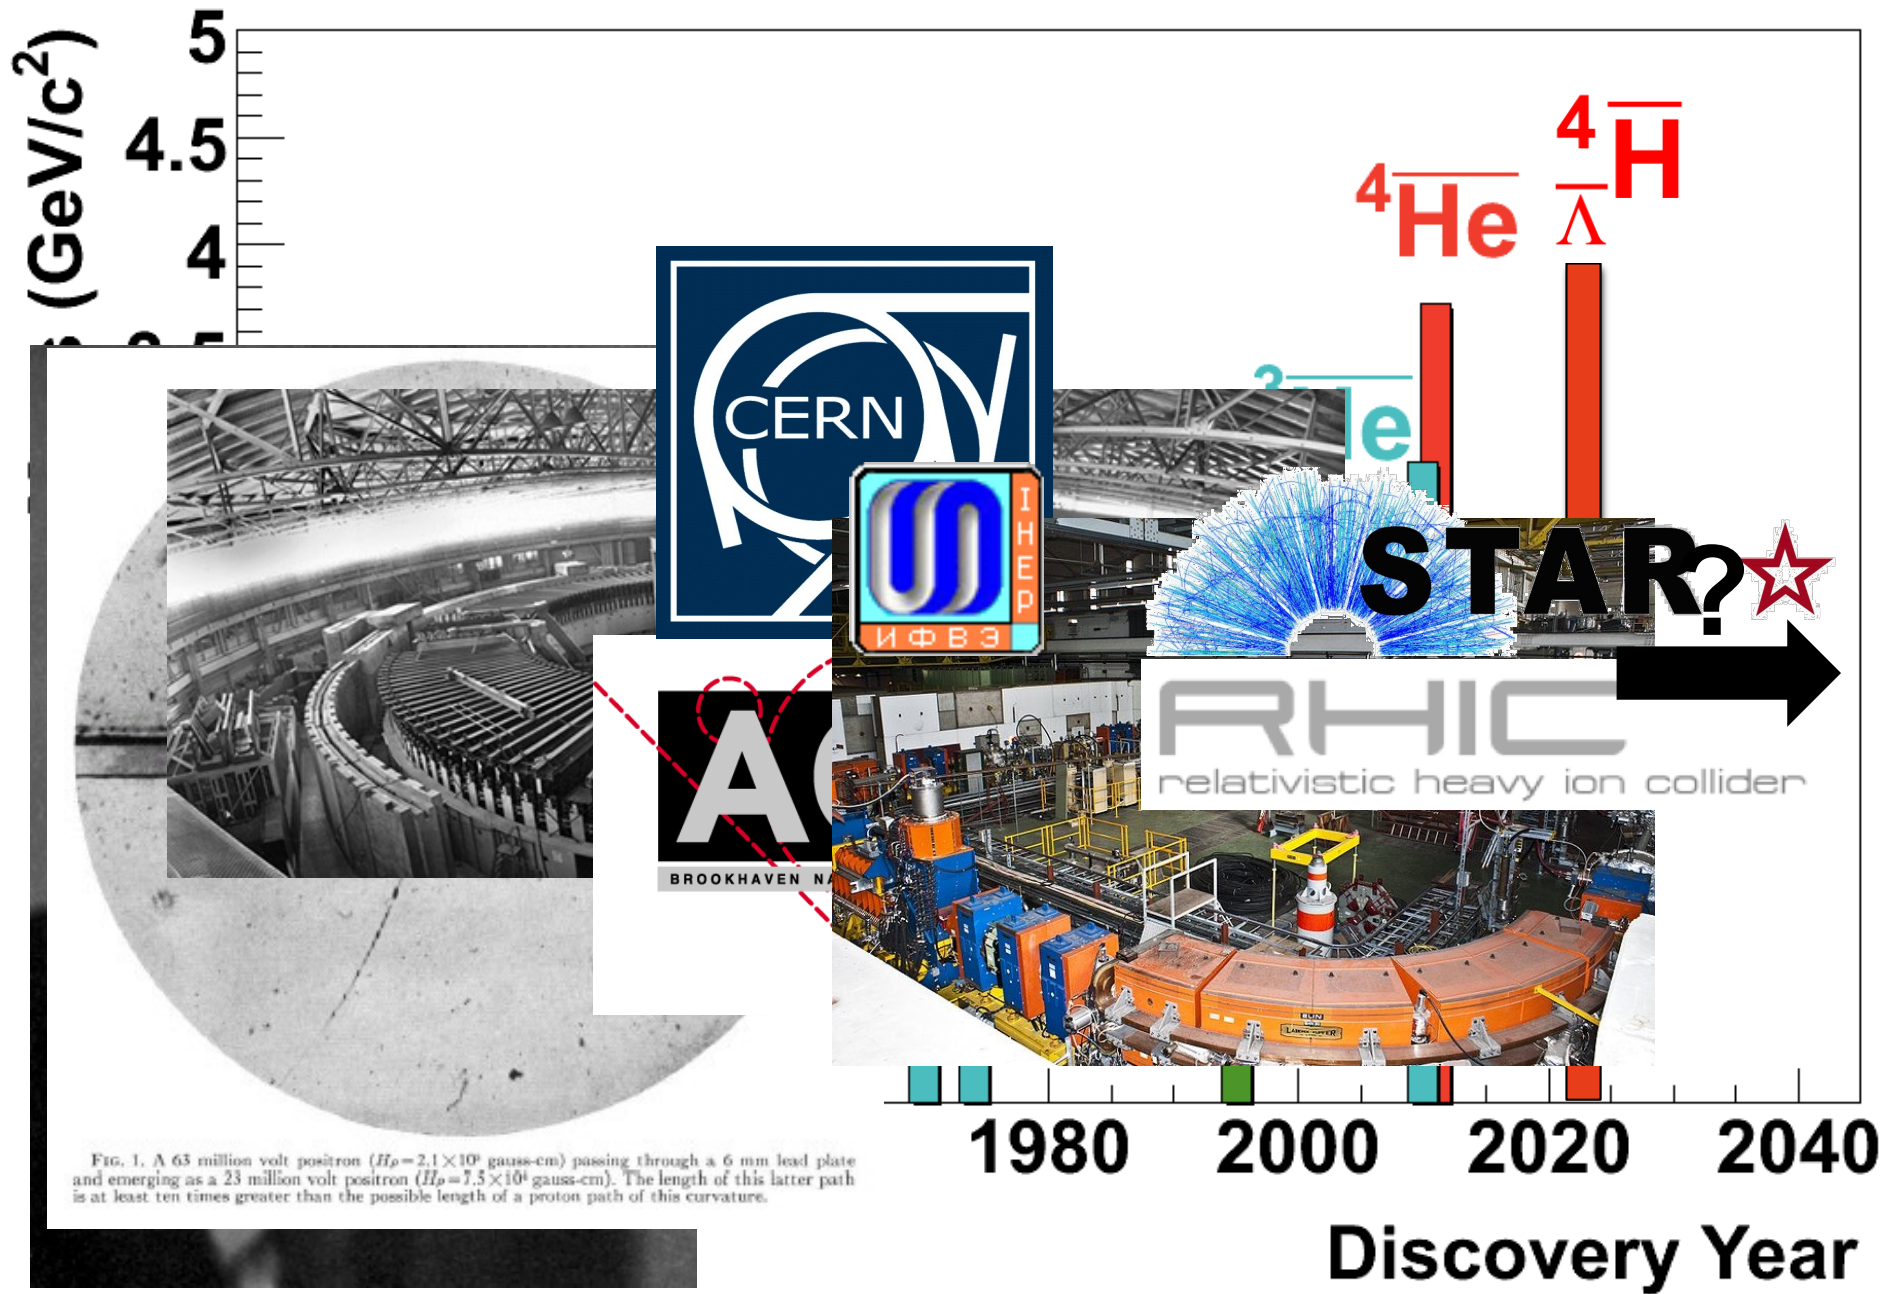 5
4.5
4
(GeV/c²)
⁴H̅
Λ̅
⁴H̅e̅
CERN
IHEP
ИФВЭ
STAR
?
RHIC
relativistic heavy ion collider
A
BROOKHAVEN
ELIN
FIG. 1. A 63 million volt positron (Hρ=2.1×10⁵ gauss-cm) passing through a 6 mm lead plate
and emerging as a 23 million volt positron (Hρ=7.5×10⁴ gauss-cm). The length of this latter path
is at least ten times greater than the possible length of a proton path of this curvature.
1980 2000 2020 2040
Discovery Year